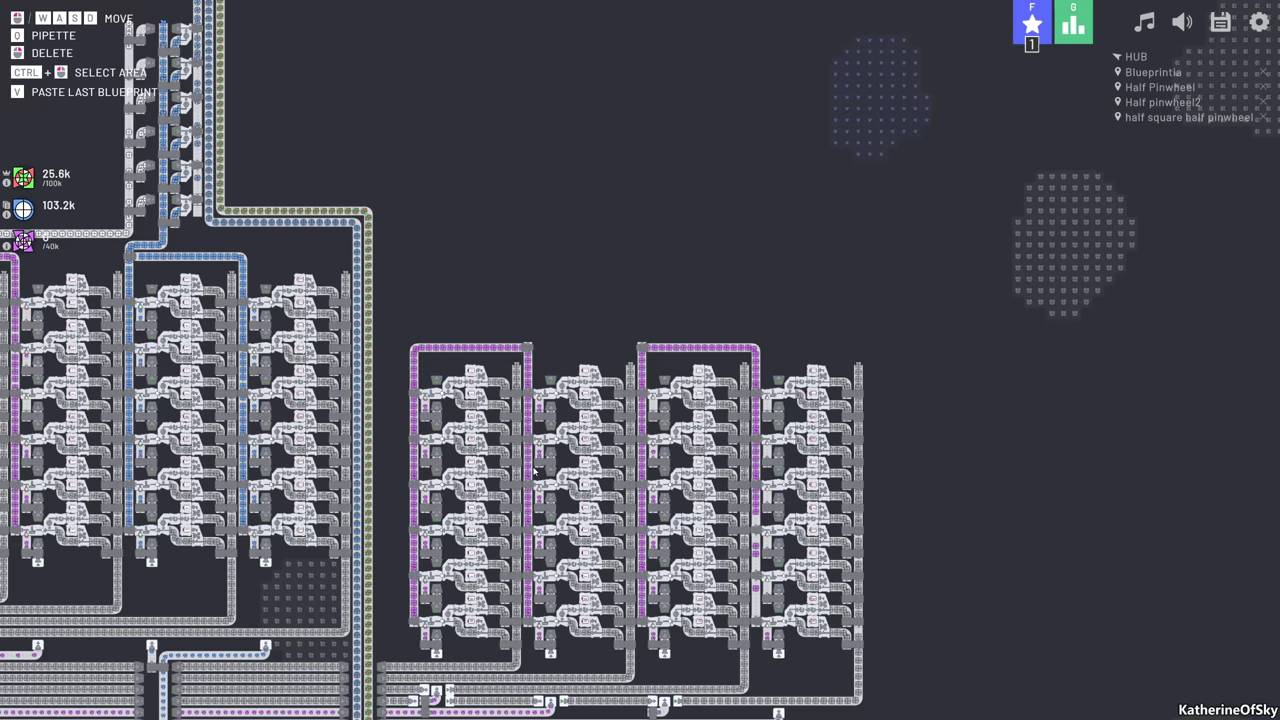 W A S D MOVE
Q PIPETTE
DELETE
CTRL + SELECT AREA
V PASTE LAST BLUEPRINT
F
1
G
HUB
Blueprintia
Half Pinwheel
Half pinwheel2
half square half pinwheel
25.6k
/100k
103.2k
/40k
KatherineOfSky